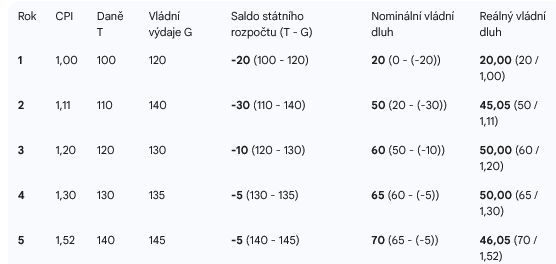 Rok CPI Daně Vládní Saldo státního Nominální vládní Reálný vládní
T výdaje G rozpočtu (T - G) dluh dluh
1 1,00 100 120 -20 (100 - 120) 20 (0 - (-20)) 20,00 (20 /
1,00)
2 1,11 110 140 -30 (110 - 140) 50 (20 - (-30)) 45,05 (50 /
1,11)
3 1,20 120 130 -10 (120 - 130) 60 (50 - (-10)) 50,00 (60 /
1,20)
4 1,30 130 135 -5 (130 - 135) 65 (60 - (-5)) 50,00 (65 /
1,30)
5 1,52 140 145 -5 (140 - 145) 70 (65 - (-5)) 46,05 (70 /
1,52)